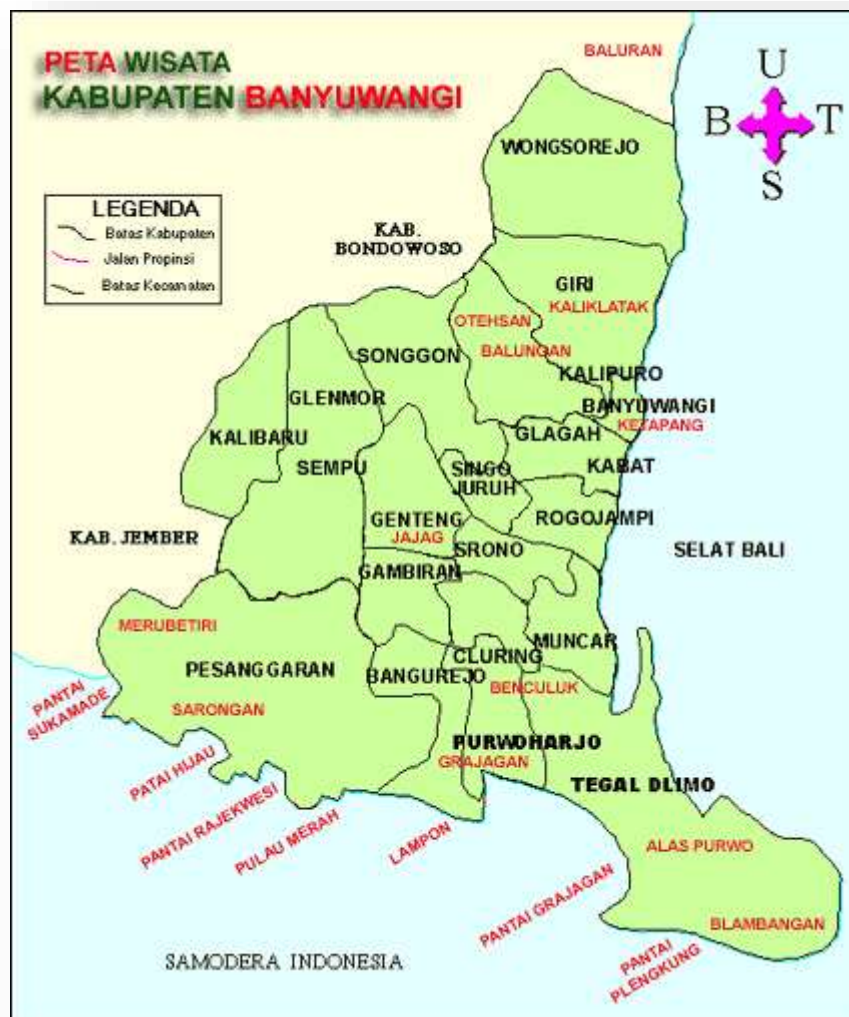 PETA WISATA
KABUPATEN BANYUWANGI
BALURAN
U
B T
S
WONGSOREJO
LEGENDA
Batas Kabupaten
Jalan Propinsi
Batas Kecamatan
KAB.
BONDOWOSO
GIRI
KALIKLATAK
OTEHSAN
BALUNGAN
SONGGON
KALIPURO
GLENMOR
BANYUWANGI
KETAPANG
KALIBARU
GLAGAH
SEMPU
SINGO
JURUH
KABAT
GENTENG
JAJAG
ROGOJAMPI
KAB. JEMBER
SRONO
SELAT BALI
GAMBIRAN
MERUBETIRI
MUNCAR
PESANGGARAN
BANGUREJO
CLURING
BENCULUK
PANTAI
SUKAMADE
SARONGAN
PURWOHARJO
GRAJAGAN
PATAI HIJAU
TEGAL DLIMO
PANTAI RAJEKWESI
PULAU MERAH
LAMPON
ALAS PURWO
PANTAI GRAJAGAN
BLAMBANGAN
PANTAI
PLENGKUNG
SAMODERA INDONESIA